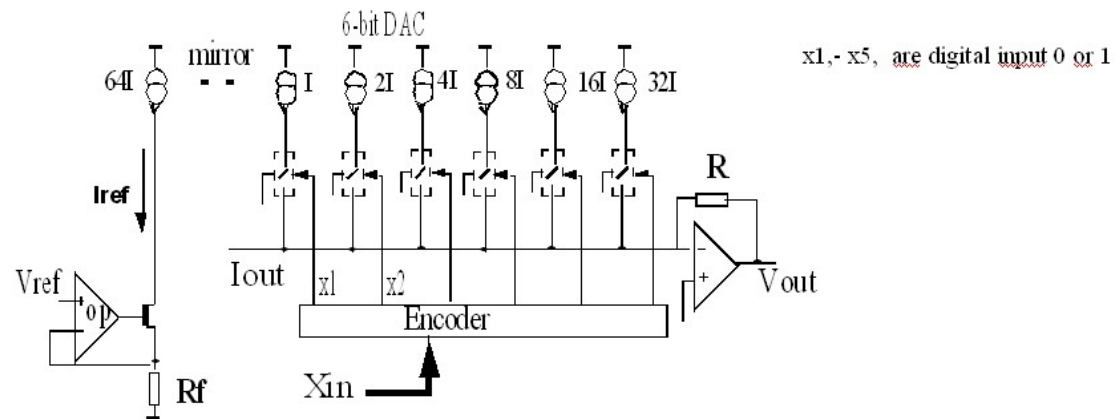 6-bit DAC
x1,- x5, are digital input 0 or 1
mirror
64I
I
2I
4I
8I
16I
32I
Iref
R
Vref
op
Iout
x1
x2
Vout
Encoder
Xin
Rf